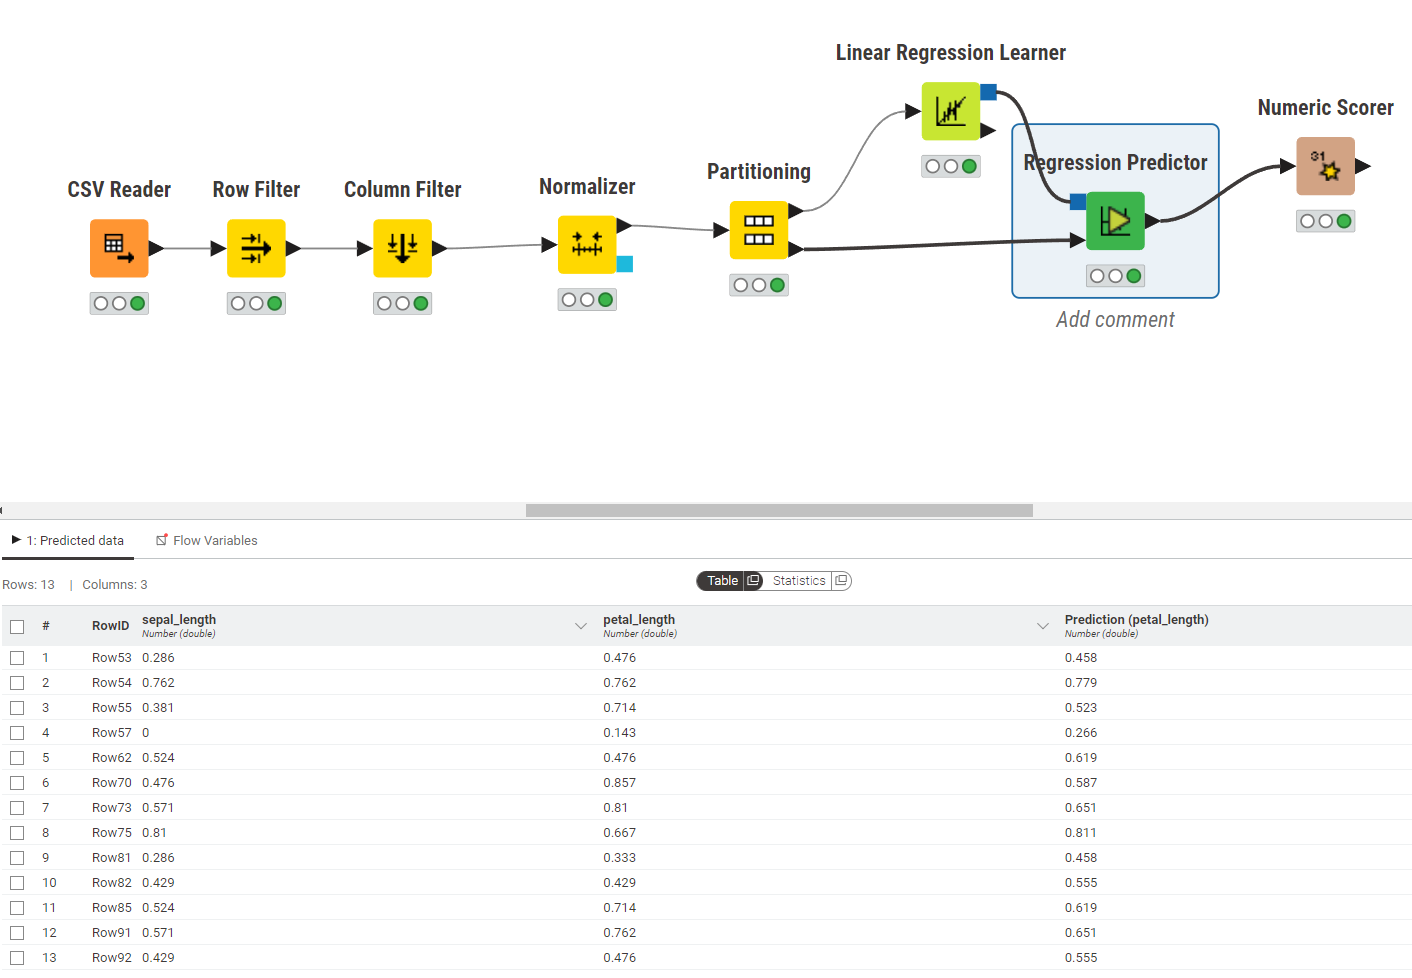 Linear Regression Learner
Numeric Scorer
Regression Predictor
Partitioning
CSV Reader
Row Filter
Column Filter
Normalizer
31
Add comment
1: Predicted data
Flow Variables
Rows: 13 | Columns: 3
Table
Statistics
# RowID sepal_length petal_length Prediction (petal_length)
Number (double) Number (double) Number (double)
1 Row53 0.286 0.476 0.458
2 Row54 0.762 0.762 0.779
3 Row55 0.381 0.714 0.523
4 Row57 0 0.143 0.266
5 Row62 0.524 0.476 0.619
6 Row70 0.476 0.857 0.587
7 Row73 0.571 0.81 0.651
8 Row75 0.81 0.667 0.811
9 Row81 0.286 0.333 0.458
10 Row82 0.429 0.429 0.555
11 Row85 0.524 0.714 0.619
12 Row91 0.571 0.762 0.651
13 Row92 0.429 0.476 0.555